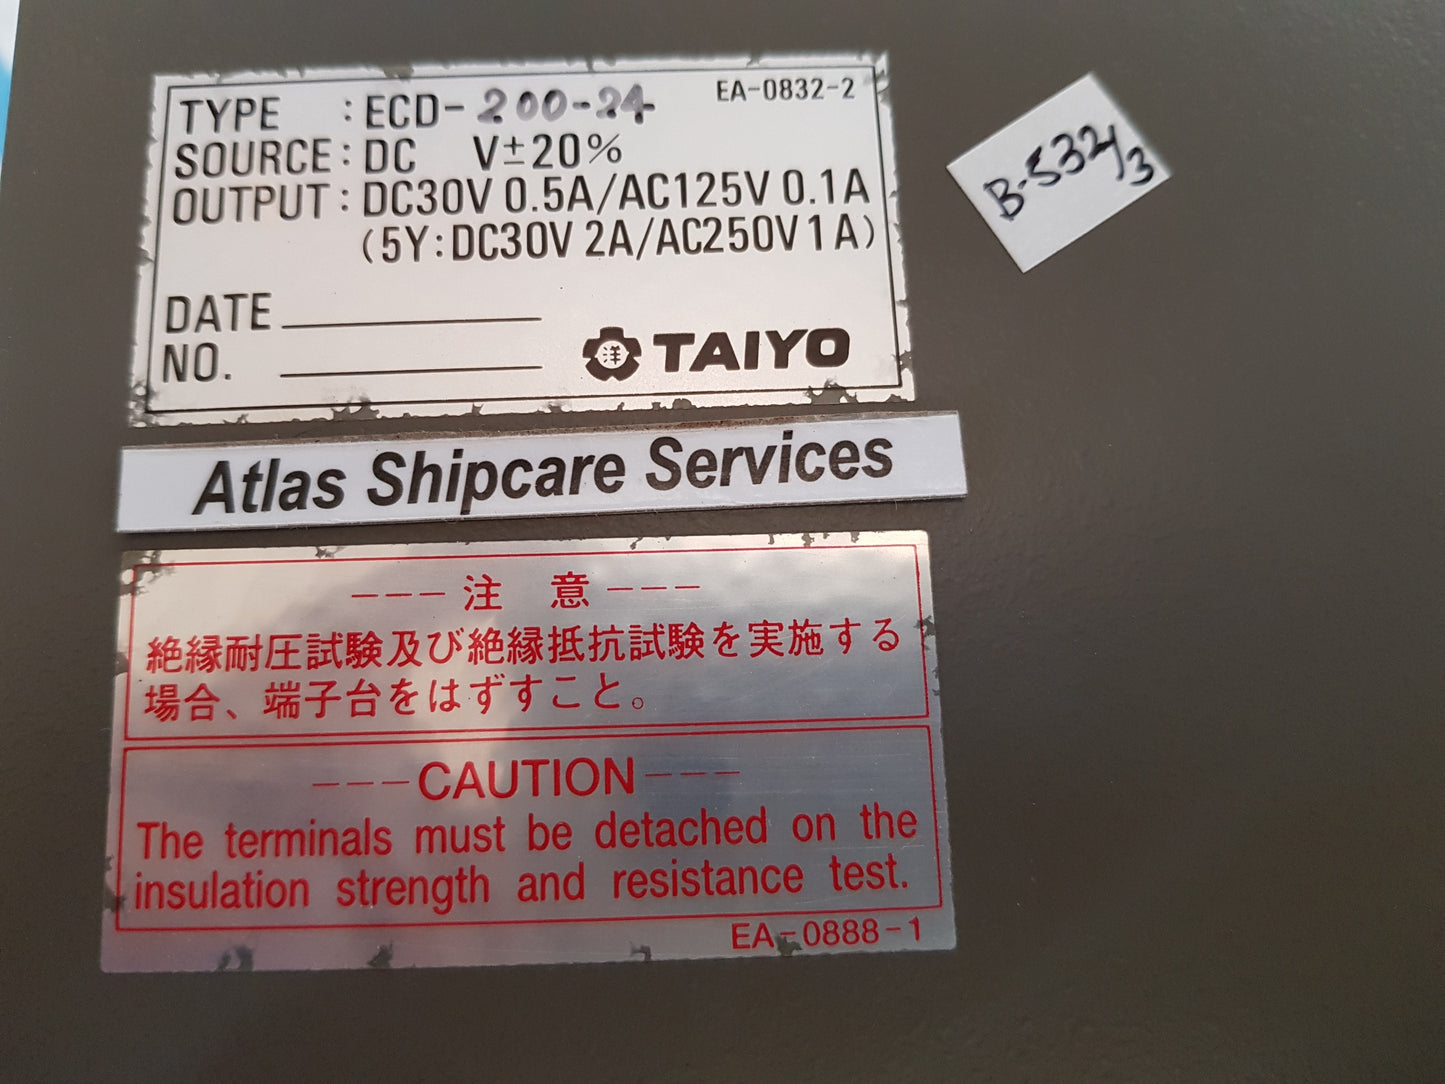 TYPE : ECD-200-24
EA-0832-2
SOURCE : DC V±20%
OUTPUT : DC30V 0.5A/AC125V 0.1A
(5Y:DC30V 2A/AC250V 1A)
DATE
NO.
洋 TAIYO
B-532/3
Atlas Shipcare Services
---注 意---
絶縁耐圧試験及び絶縁抵抗試験を実施する
場合、端子台をはずすこと。
---CAUTION---
The terminals must be detached on the
insulation strength and resistance test.
EA-0888-1